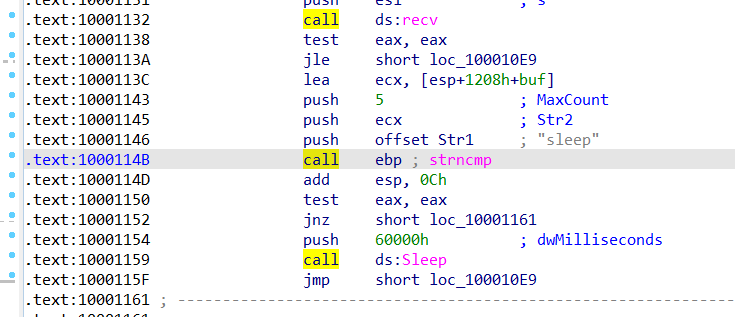 .text:10001131 push esi ; s
.text:10001132 call ds:recv
.text:10001138 test eax, eax
.text:1000113A jle short loc_100010E9
.text:1000113C lea ecx, [esp+1208h+buf]
.text:10001143 push 5 ; MaxCount
.text:10001145 push ecx ; Str2
.text:10001146 push offset Str1 ; "sleep"
.text:1000114B call ebp ; strncmp
.text:1000114D add esp, 0Ch
.text:10001150 test eax, eax
.text:10001152 jnz short loc_10001161
.text:10001154 push 60000h ; dwMilliseconds
.text:10001159 call ds:Sleep
.text:1000115F jmp short loc_100010E9
.text:10001161 ; ---------------------------------------------------------------
.text:10001161